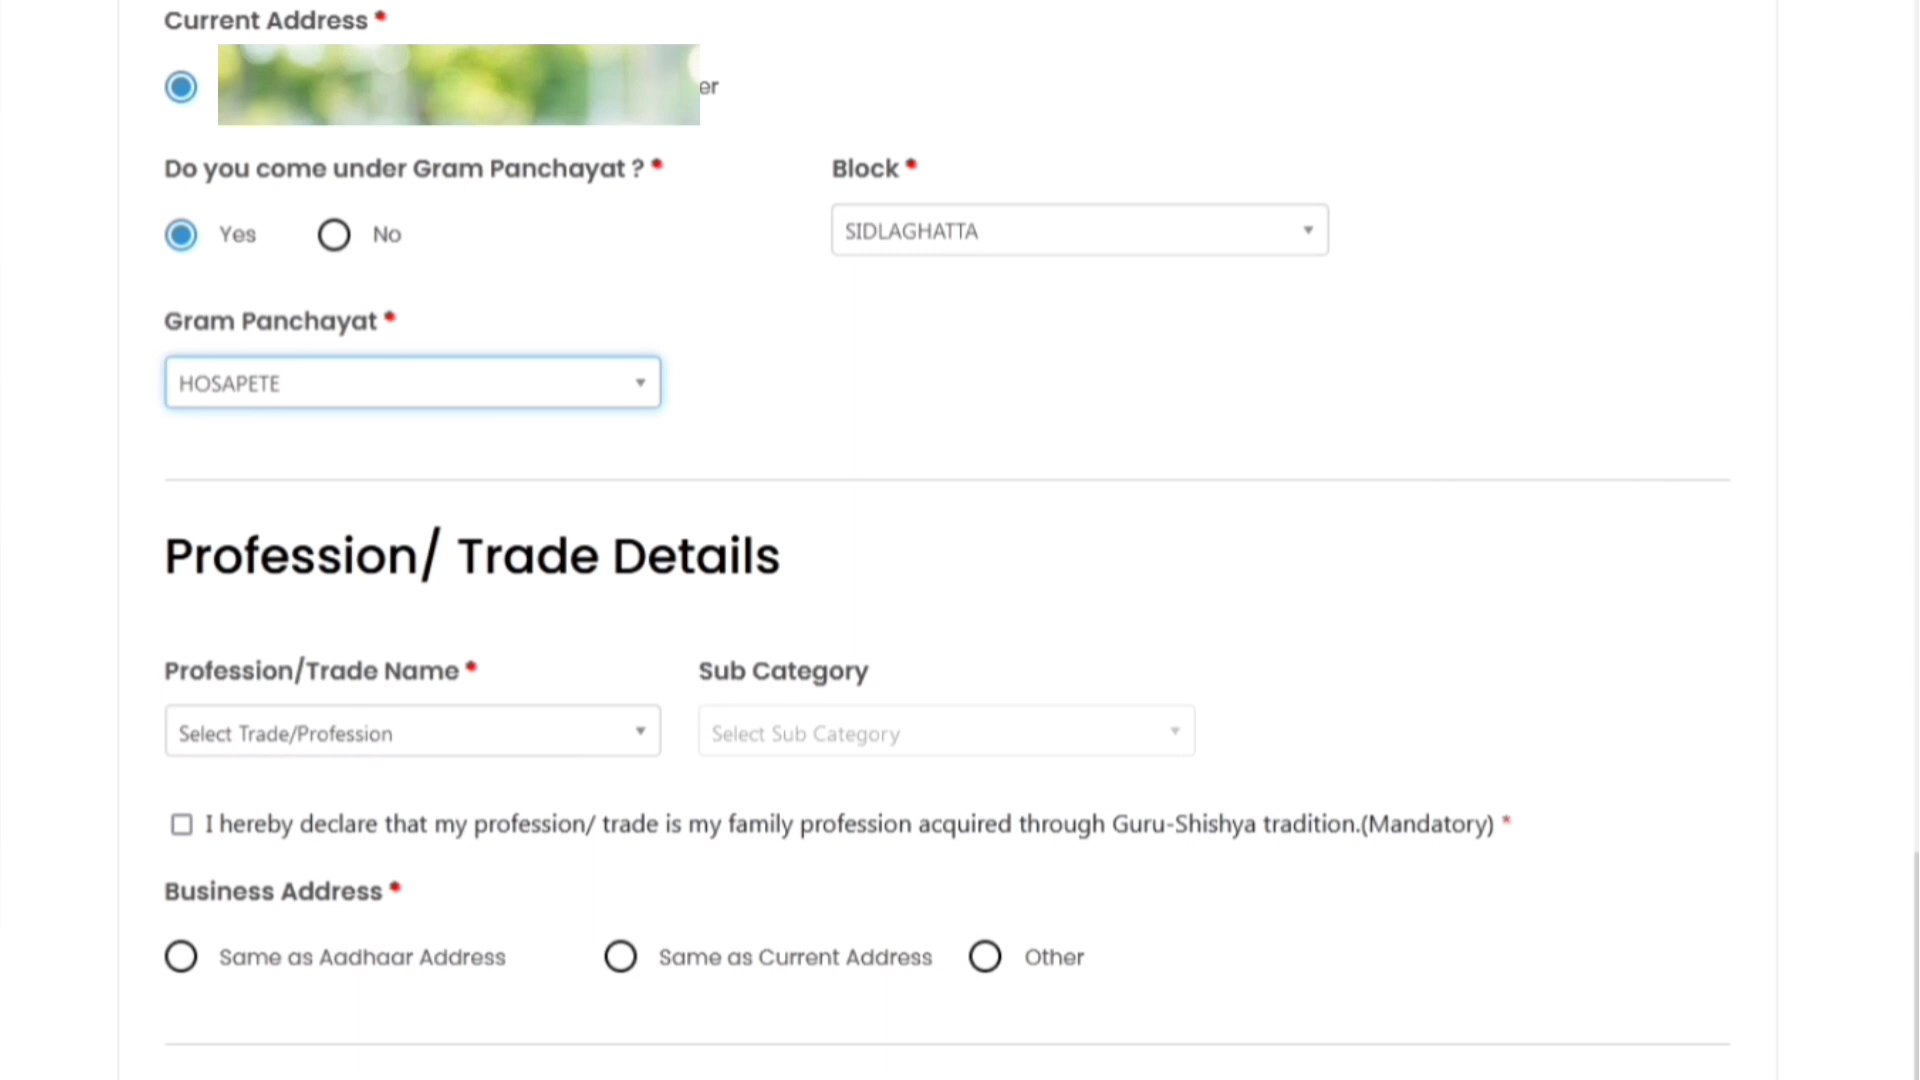 Current Address *
er
Do you come under Gram Panchayat ? *
Block *
Yes
No
SIDLAGHATTA
Gram Panchayat *
HOSAPETE
Profession/ Trade Details
Profession/Trade Name *
Sub Category
Select Trade/Profession
Select Sub Category
I hereby declare that my profession/ trade is my family profession acquired through Guru-Shishya tradition.(Mandatory) *
Business Address *
Same as Aadhaar Address
Same as Current Address
Other